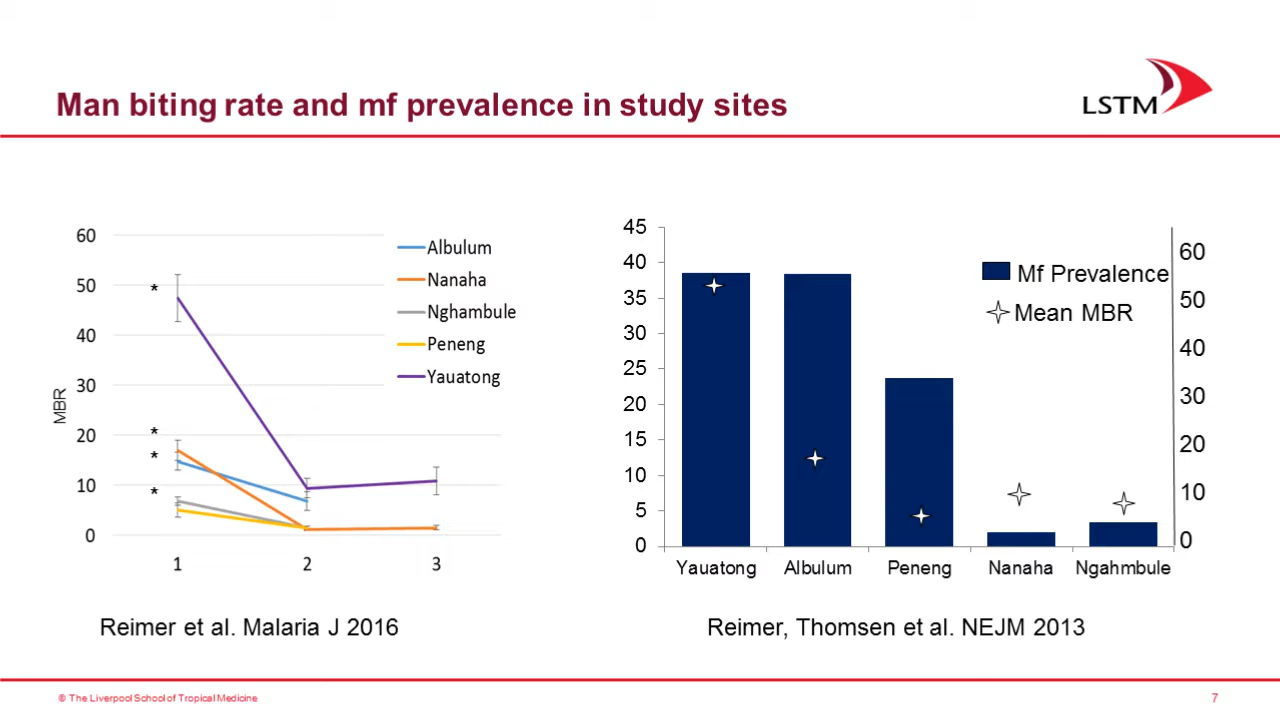 Man biting rate and mf prevalence in study sites
LSTM
60
50
40
30
20
10
0
MBR
*
*
*
*
1
2
3
Albulum
Nanaha
Nghambule
Peneng
Yauatong
Reimer et al. Malaria J 2016
45
40
35
30
25
20
15
10
5
0
Mf Prevalence
Mean MBR
60
50
40
30
20
10
0
Yauatong
Albulum
Peneng
Nanaha
Ngahmbule
Reimer, Thomsen et al. NEJM 2013
© The Liverpool School of Tropical Medicine
7